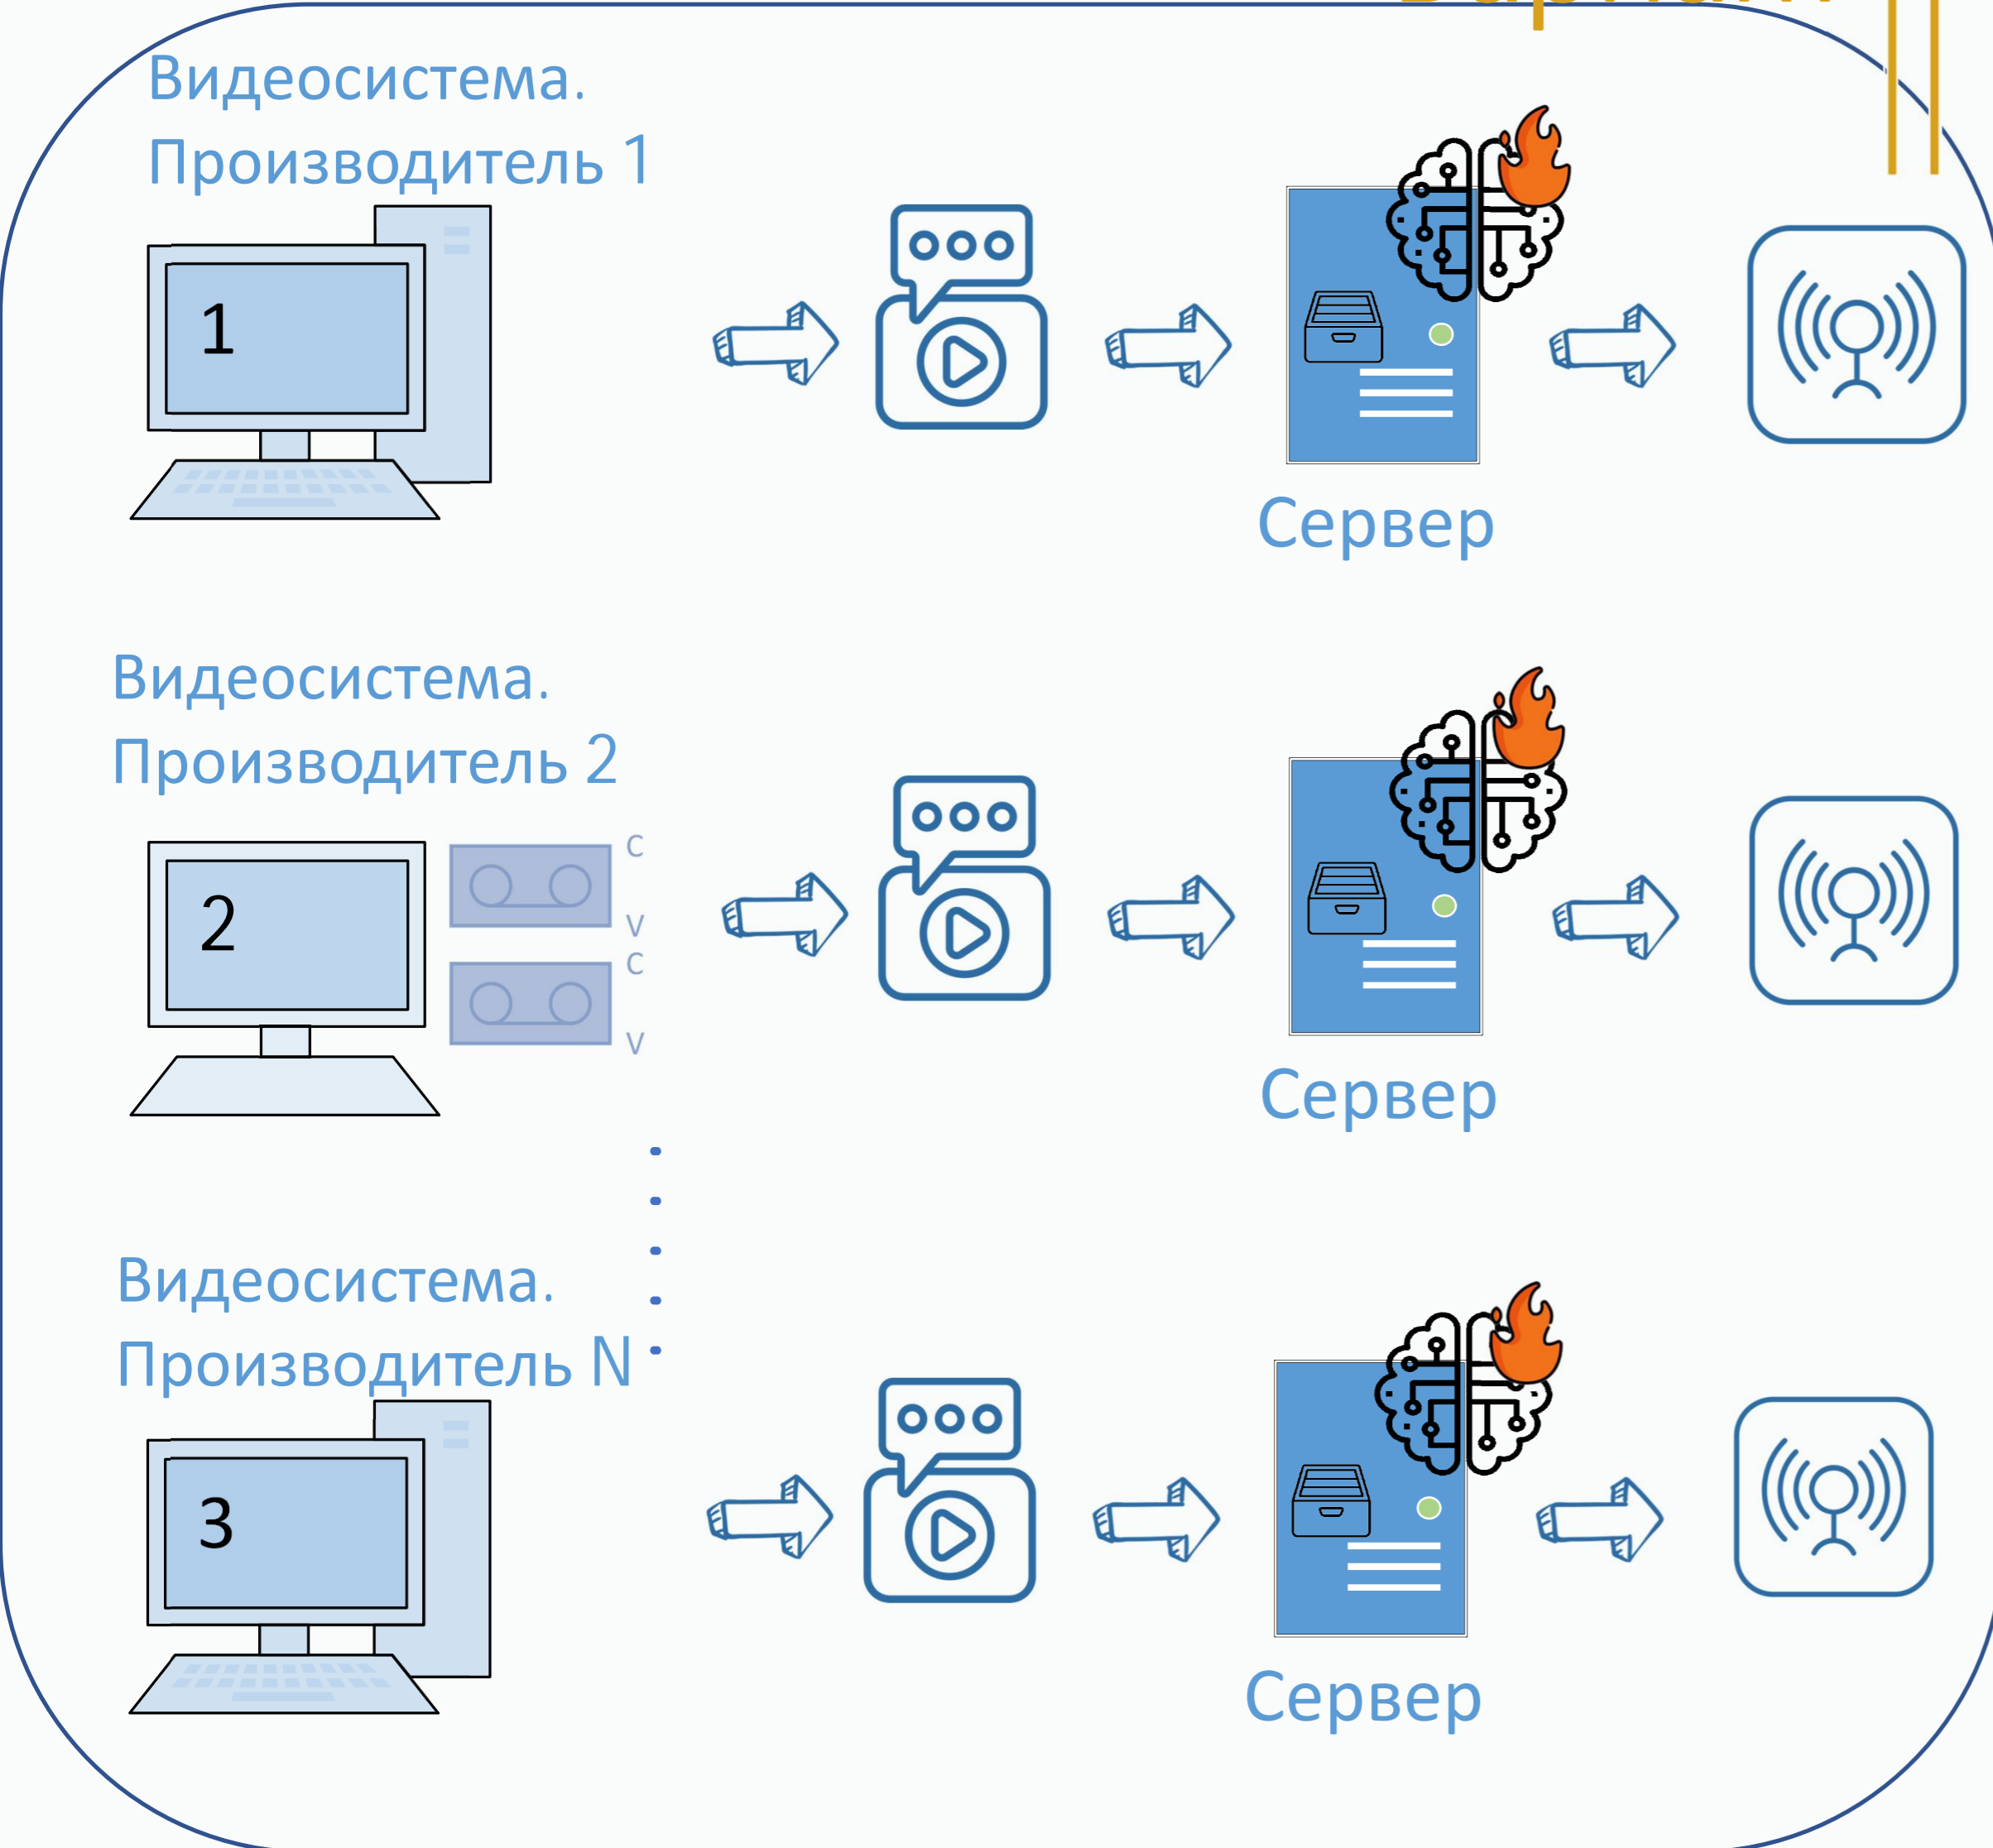 Видеосистема.
Производитель 1
1
Сервер
Видеосистема.
Производитель 2
2
C
V
C
V
Сервер
Видеосистема.
Производитель N
3
Сервер